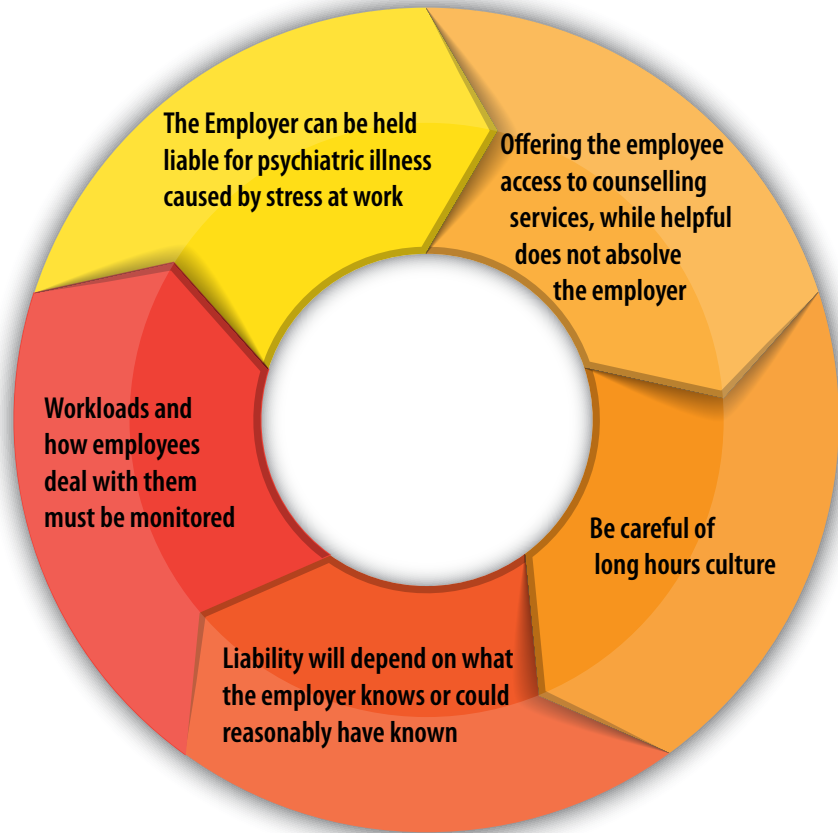 The Employer can be held
liable for psychiatric illness
caused by stress at work
Offering the employee
access to counselling
services, while helpful
does not absolve
the employer
Be careful of
long hours culture
Liability will depend on what
the employer knows or could
reasonably have known
Workloads and
how employees
deal with them
must be monitored